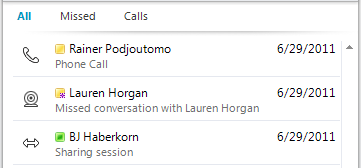 All Missed Calls
Rainer Podjoutomo 6/29/2011
Phone Call
Lauren Horgan 6/29/2011
Missed conversation with Lauren Horgan
BJ Haberkorn 6/29/2011
Sharing session